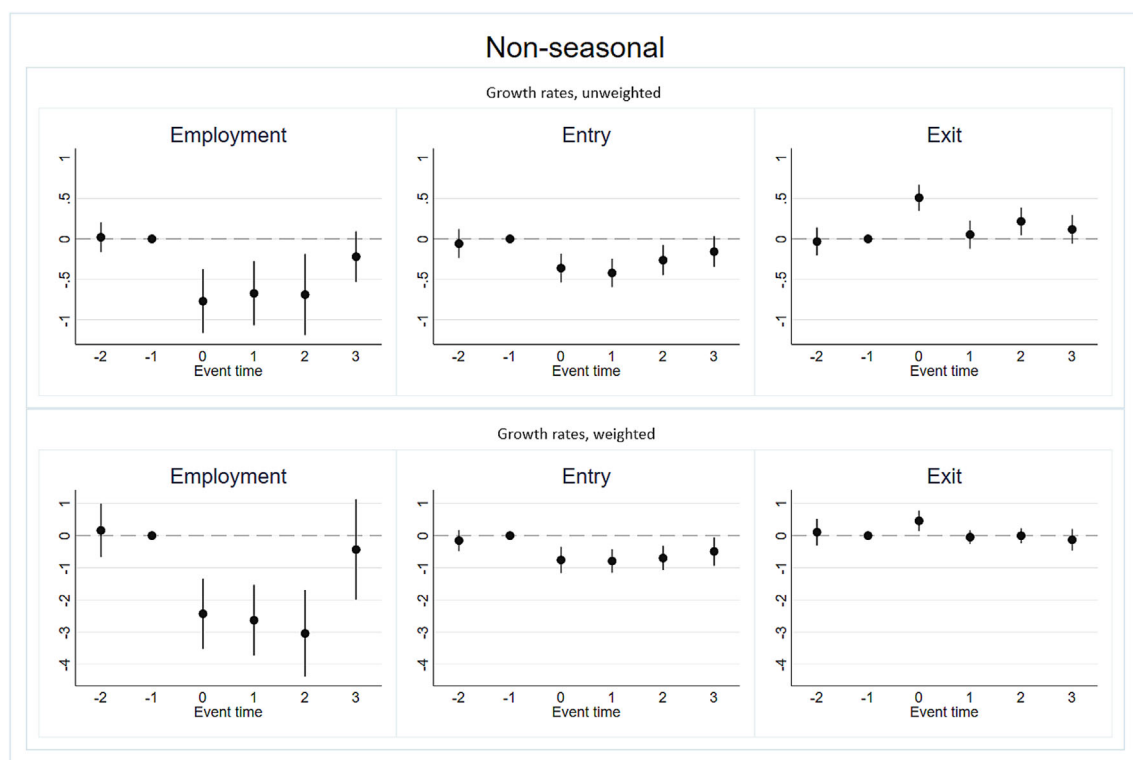 Non-seasonal
Growth rates, unweighted
Employment
1
.5
0
-.5
-1
-2 -1 0 1 2 3
Event time
Entry
1
.5
0
-.5
-1
-2 -1 0 1 2 3
Event time
Exit
1
.5
0
-.5
-1
-2 -1 0 1 2 3
Event time
Growth rates, weighted
Employment
1
0
-1
-2
-3
-4
-2 -1 0 1 2 3
Event time
Entry
1
0
-1
-2
-3
-4
-2 -1 0 1 2 3
Event time
Exit
1
0
-1
-2
-3
-4
-2 -1 0 1 2 3
Event time